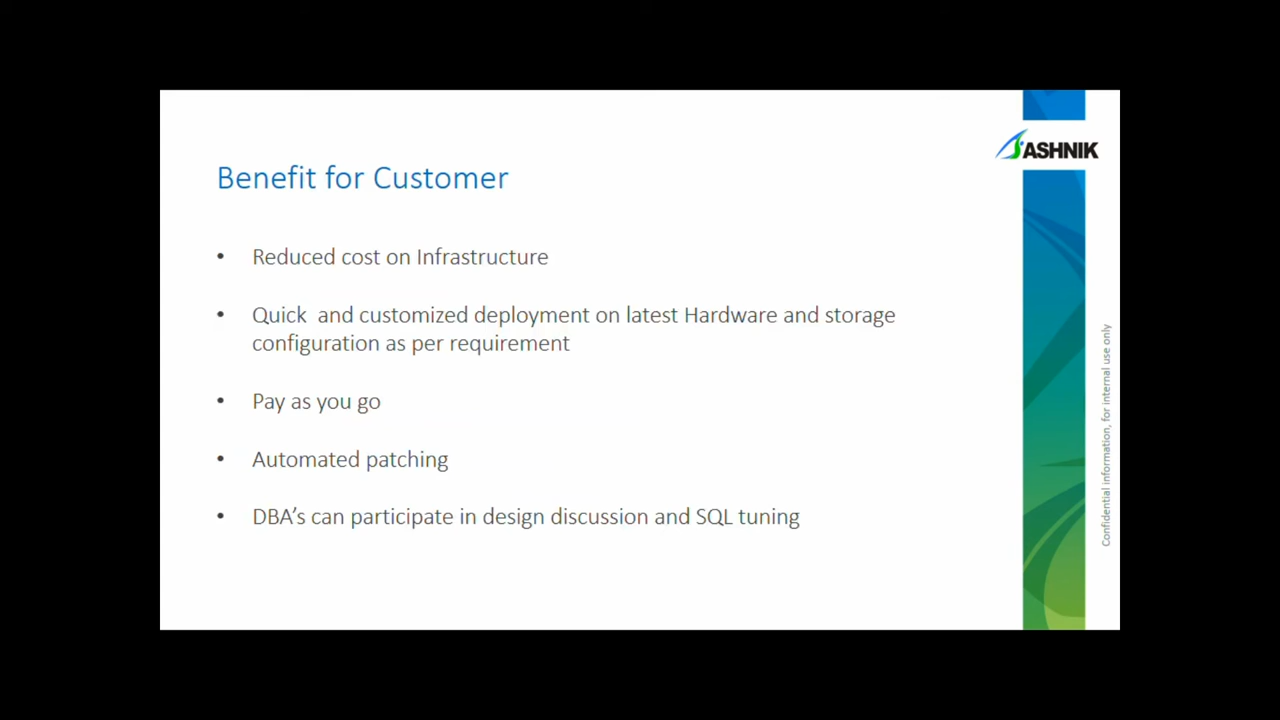 ASHNIK
Benefit for Customer
• Reduced cost on Infrastructure
• Quick  and customized deployment on latest Hardware and storage
configuration as per requirement
• Pay as you go
• Automated patching
• DBA’s can participate in design discussion and SQL tuning
Confidential information, for internal use only